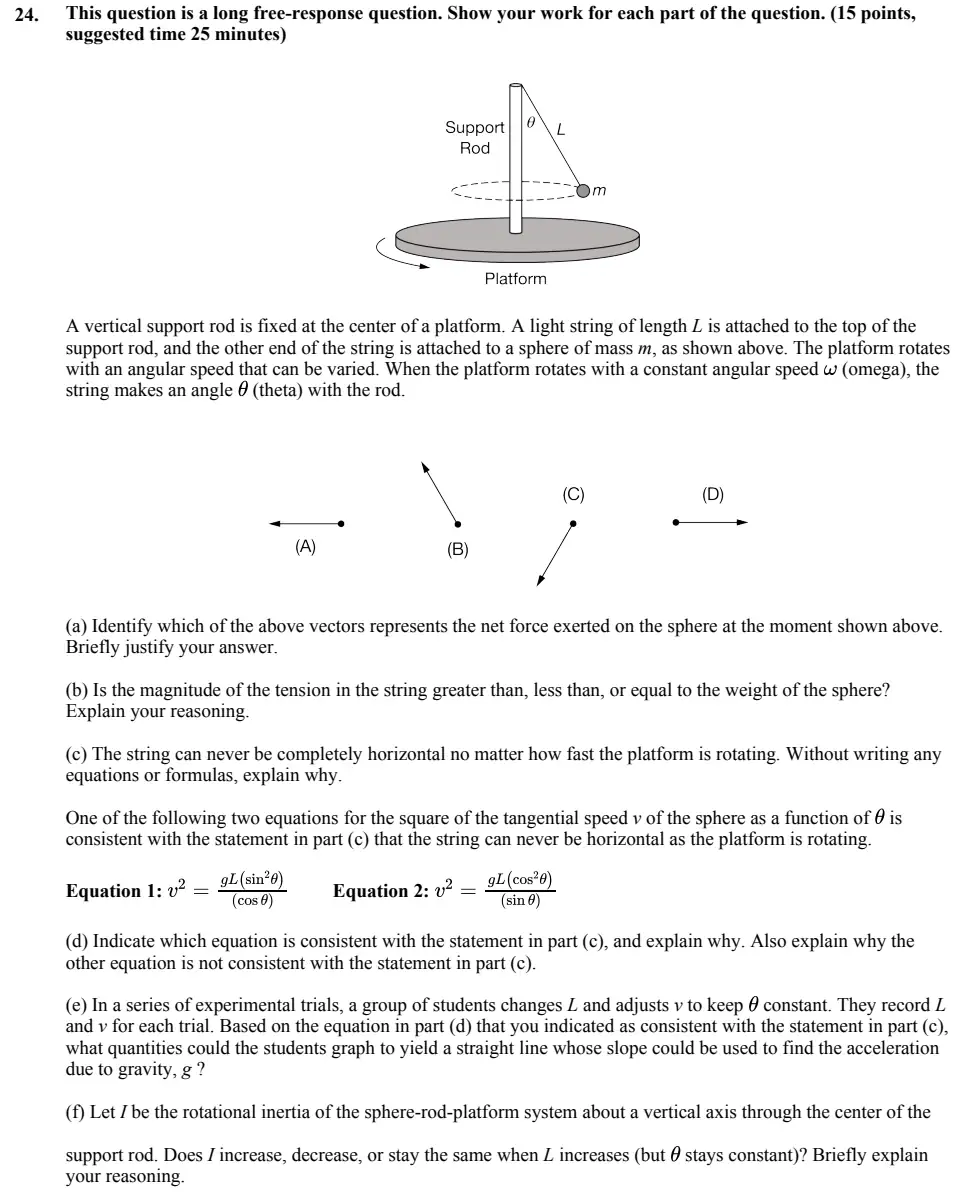 24. This question is a long free-response question. Show your work for each part of the question. (15 points,
suggested time 25 minutes)
Support
Rod
θ
L
m
Platform
A vertical support rod is fixed at the center of a platform. A light string of length L is attached to the top of the
support rod, and the other end of the string is attached to a sphere of mass m, as shown above. The platform rotates
with an angular speed that can be varied. When the platform rotates with a constant angular speed ω (omega), the
string makes an angle θ (theta) with the rod.
(A)
(B)
(C)
(D)
(a) Identify which of the above vectors represents the net force exerted on the sphere at the moment shown above.
Briefly justify your answer.
(b) Is the magnitude of the tension in the string greater than, less than, or equal to the weight of the sphere?
Explain your reasoning.
(c) The string can never be completely horizontal no matter how fast the platform is rotating. Without writing any
equations or formulas, explain why.
One of the following two equations for the square of the tangential speed v of the sphere as a function of θ is
consistent with the statement in part (c) that the string can never be horizontal as the platform is rotating.
Equation 1: v² = gL(sin²θ)/(cos θ) Equation 2: v² = gL(cos²θ)/(sin θ)
(d) Indicate which equation is consistent with the statement in part (c), and explain why. Also explain why the
other equation is not consistent with the statement in part (c).
(e) In a series of experimental trials, a group of students changes L and adjusts v to keep θ constant. They record L
and v for each trial. Based on the equation in part (d) that you indicated as consistent with the statement in part (c),
what quantities could the students graph to yield a straight line whose slope could be used to find the acceleration
due to gravity, g ?
(f) Let I be the rotational inertia of the sphere-rod-platform system about a vertical axis through the center of the
support rod. Does I increase, decrease, or stay the same when L increases (but θ stays constant)? Briefly explain
your reasoning.